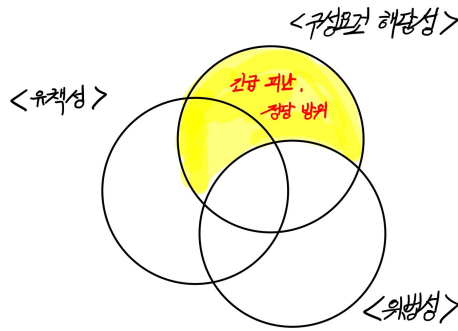 <구성요건 해당성>
긴급 피난,
정당 방위
<유책성>
<위법성>